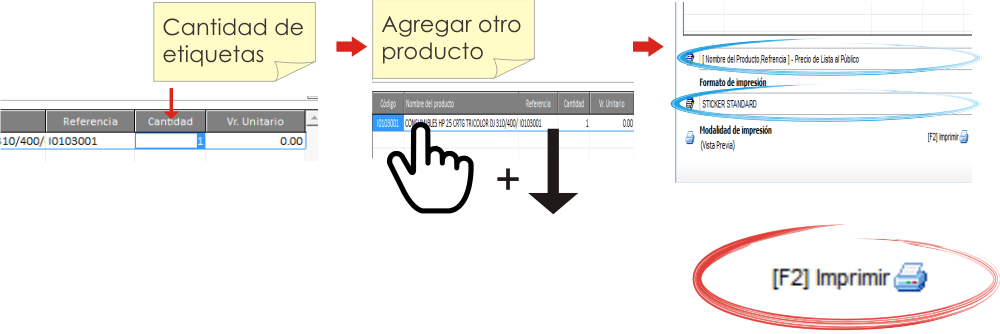 Cantidad de
etiquetas
Referencia Cantidad Vr. Unitario
310/400/ I0103001 1 0.00
Agregar otro
producto
Código Nombre del producto Referencia Cantidad Vr. Unitario
I0103001 CONSUMIBLES HP 25 CRTG TRICOLOR DJ 310/400/ I0103001 1 0.00
+
[ Nombre del Producto,Refrencia ] - Precio de Lista al Público
Formato de impresión
STICKER STANDARD
Modalidad de impresión
(Vista Previa)
[F2] Imprimir
[F2] Imprimir